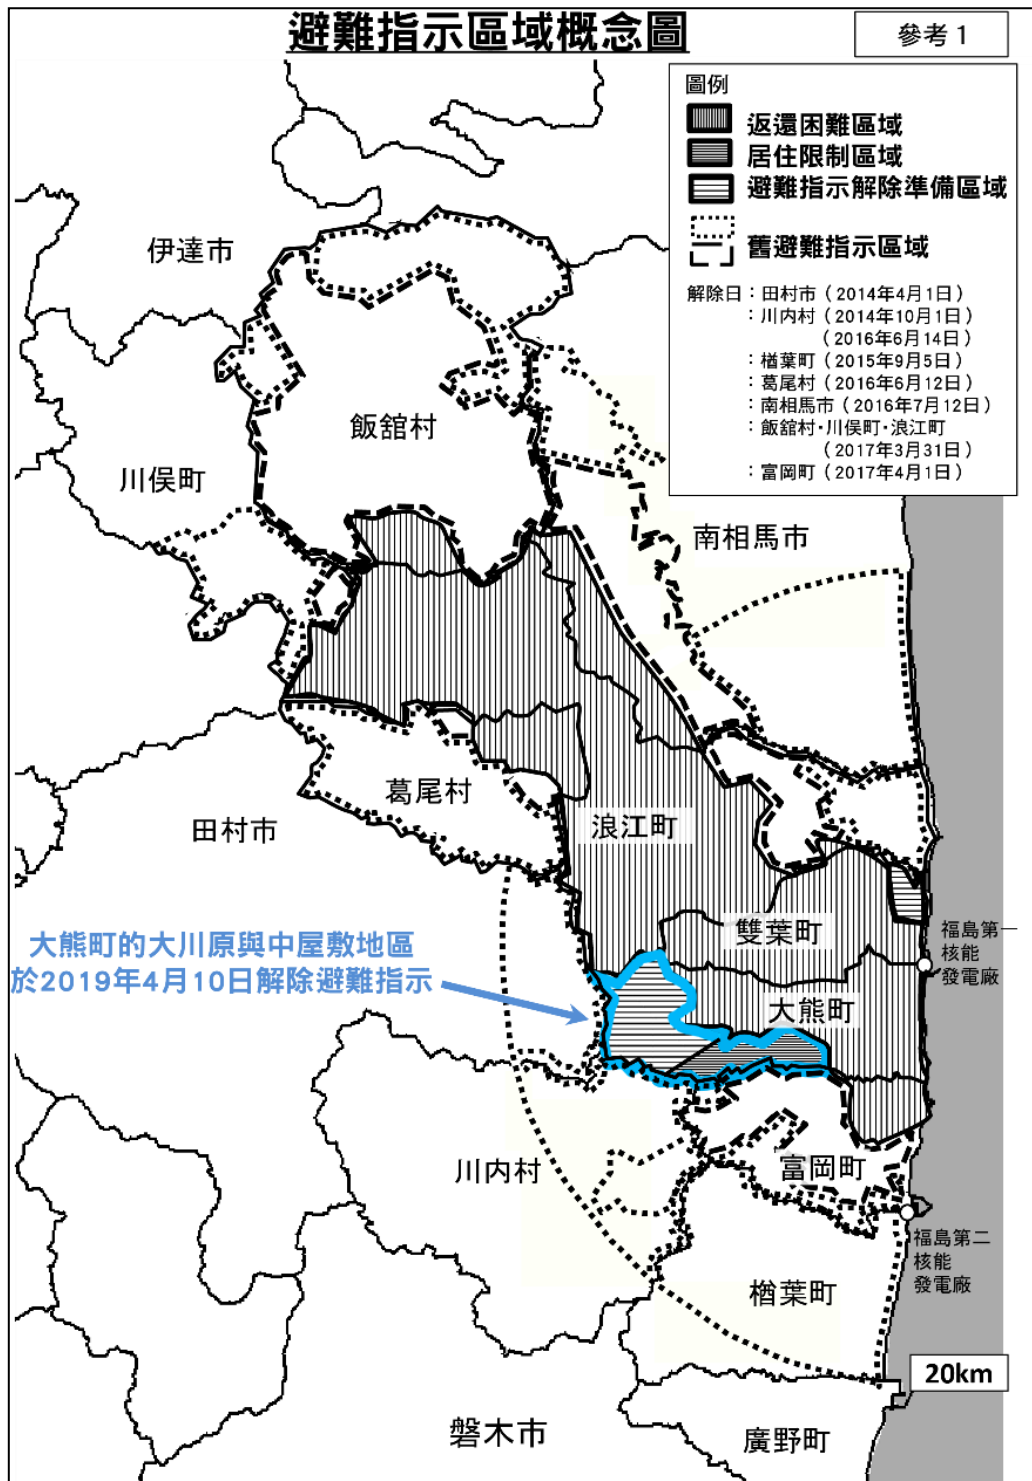 避難指示區域概念圖
參考 1
圖例
返還困難區域
居住限制區域
避難指示解除準備區域
舊避難指示區域
解除日：田村市（2014年4月1日）
：川內村（2014年10月1日）
（2016年6月14日）
：楢葉町（2015年9月5日）
：葛尾村（2016年6月12日）
：南相馬市（2016年7月12日）
：飯舘村･川俣町･浪江町
（2017年3月31日）
：富岡町（2017年4月1日）
伊達市
飯舘村
川俣町
南相馬市
葛尾村
田村市
浪江町
雙葉町
福島第一
核能
發電廠
大熊町的大川原與中屋敷地區
於2019年4月10日解除避難指示
大熊町
川內村
富岡町
福島第二
核能
發電廠
楢葉町
20km
磐木市
廣野町